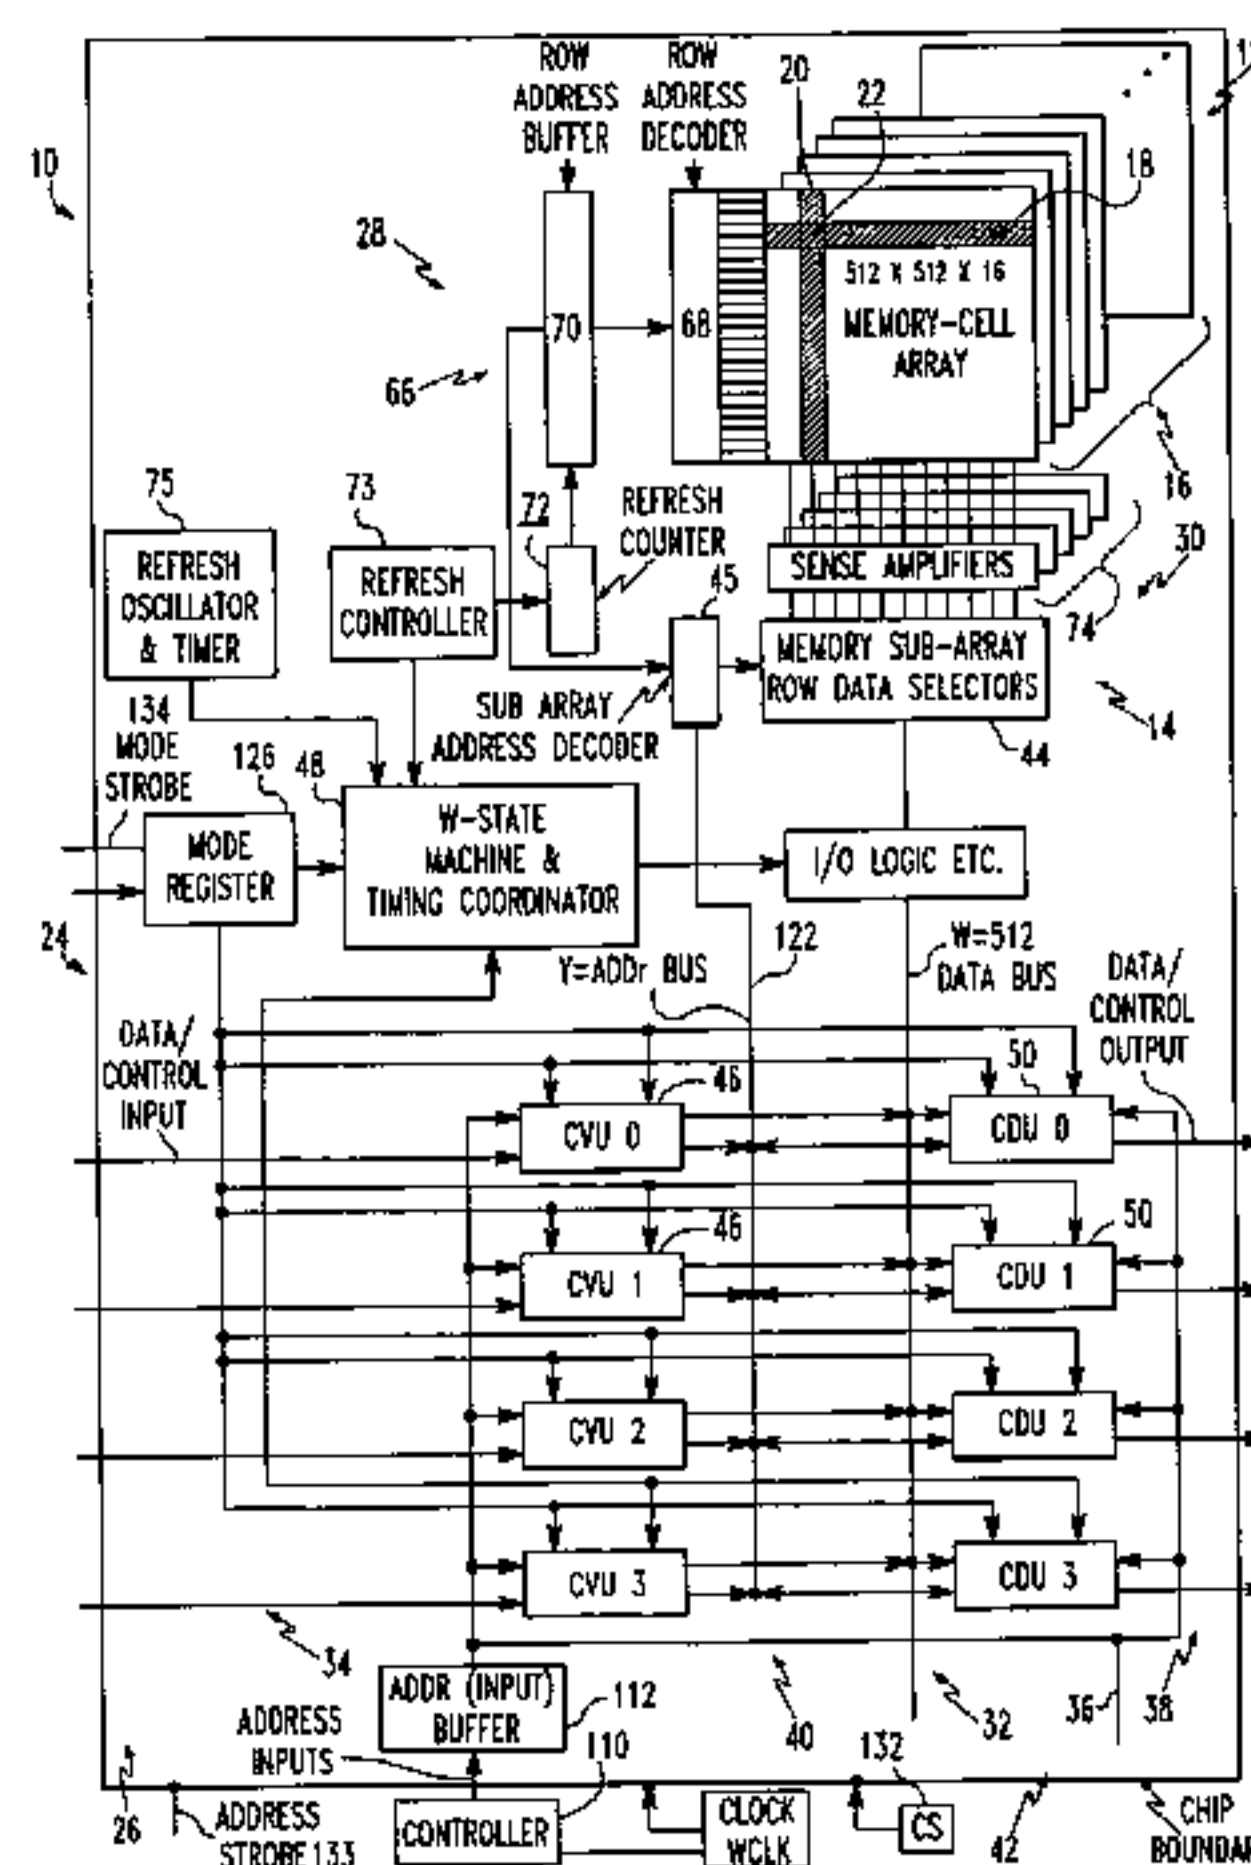 ROW
ADDRESS
BUFFER
ROW
ADDRESS
DECODER
20
22
10
18
28
512 X 512 X 16
MEMORY-CELL
ARRAY
70
68
66
16
75
73
72
REFRESH
COUNTER
30
REFRESH
OSCILLATOR
& TIMER
REFRESH
CONTROLLER
45
SENSE AMPLIFIERS
74
MEMORY SUB-ARRAY
ROW DATA SELECTORS
SUB ARRAY
ADDRESS DECODER
14
44
134
MODE
STROBE
126
48
MODE
REGISTER
W-STATE
MACHINE &
TIMING COORDINATOR
I/O LOGIC ETC.
24
Y=ADDr BUS
122
W=512
DATA BUS
DATA/
CONTROL
OUTPUT
DATA/
CONTROL
INPUT
46
50
CVU 0
CDU 0
46
50
CVU 1
CDU 1
CVU 2
CDU 2
CVU 3
CDU 3
34
ADDR (INPUT)
BUFFER
112
40
32
36
38
ADDRESS
INPUTS
110
132
26
ADDRESS
STROBE 133
CONTROLLER
CLOCK
WCLK
CS
42
CHIP